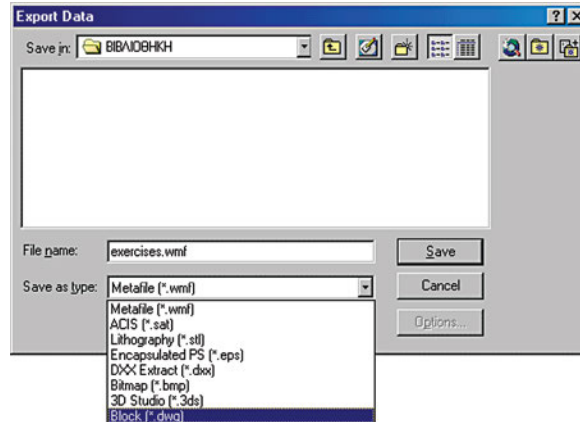 Export Data
Save in: ΒΙΒΛΙΟΘΗΚΗ
File name: exercises.wmf Save
Save as type: Metafile (*.wmf) Cancel
Options...
Metafile (*.wmf)
ACIS (*.sat)
Lithography (*.stl)
Encapsulated PS (*.eps)
DXX Extract (*.dxx)
Bitmap (*.bmp)
3D Studio (*.3ds)
Block (*.dwg)